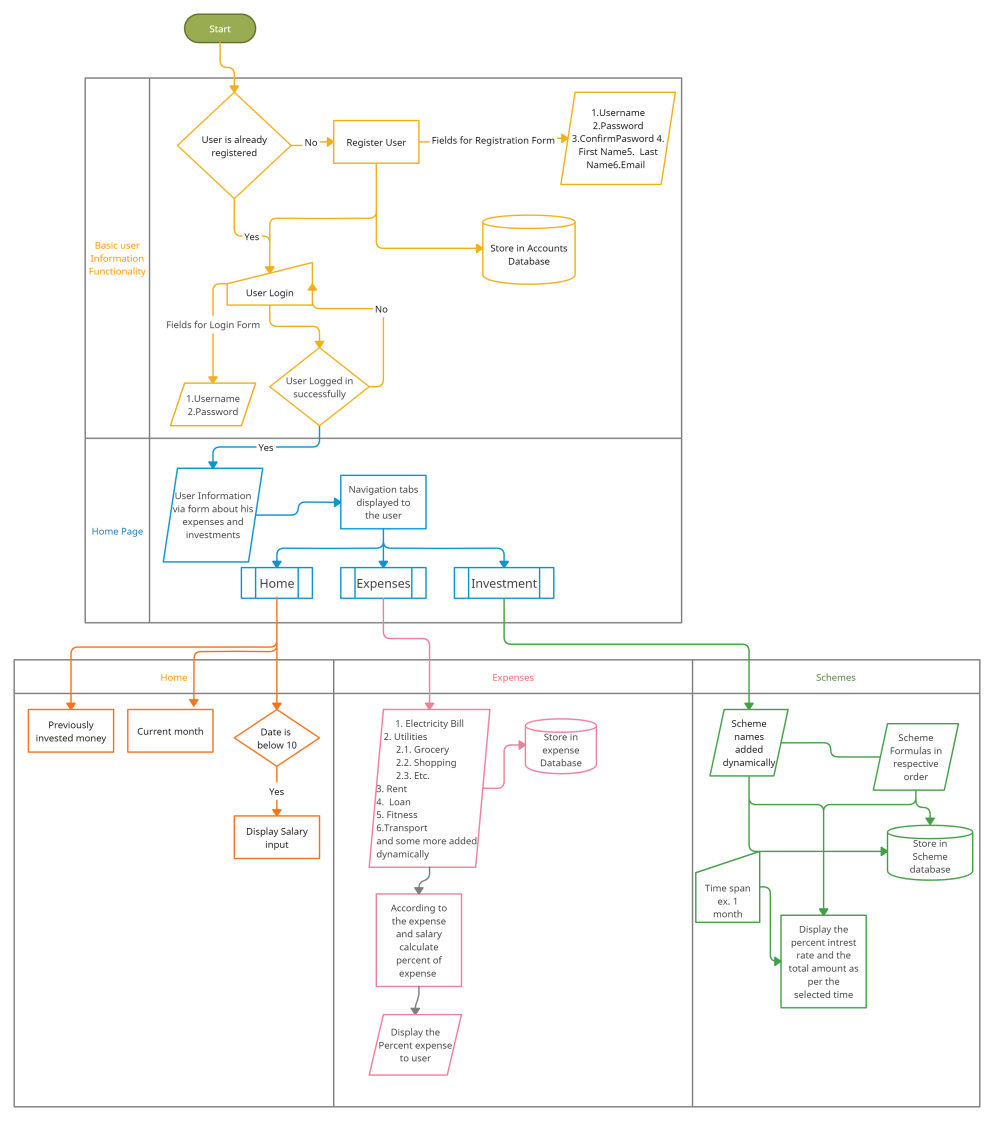 Start
User is already
registered
No
Register User
Fields for Registration Form
1.Username
2.Password
3.ConfirmPasword 4.
First Name5.  Last
Name6.Email
Yes
Store in Accounts
Database
Basic user
Information
Functionality
User Login
No
Fields for Login Form
User Logged in
successfully
1.Username
2.Password
Yes
Home Page
User Information
via form about his
expenses and
investments
Navigation tabs
displayed to
the user
Home
Expenses
Investment
Home
Expenses
Schemes
Previously
invested money
Current month
Date is
below 10
Yes
Display Salary
input
1. Electricity Bill
2. Utilities
2.1. Grocery
2.2. Shopping
2.3. Etc.
3. Rent
4.  Loan
5. Fitness
6.Transport
and some more added
dynamically
Store in
expense
Database
According to
the expense
and salary
calculate
percent of
expense
Display the
Percent expense
to user
Scheme
names
added
dynamically
Scheme
Formulas in
respective
order
Store in
Scheme
database
Time span
ex. 1
month
Display the
percent intrest
rate and the
total amount as
per the
selected time